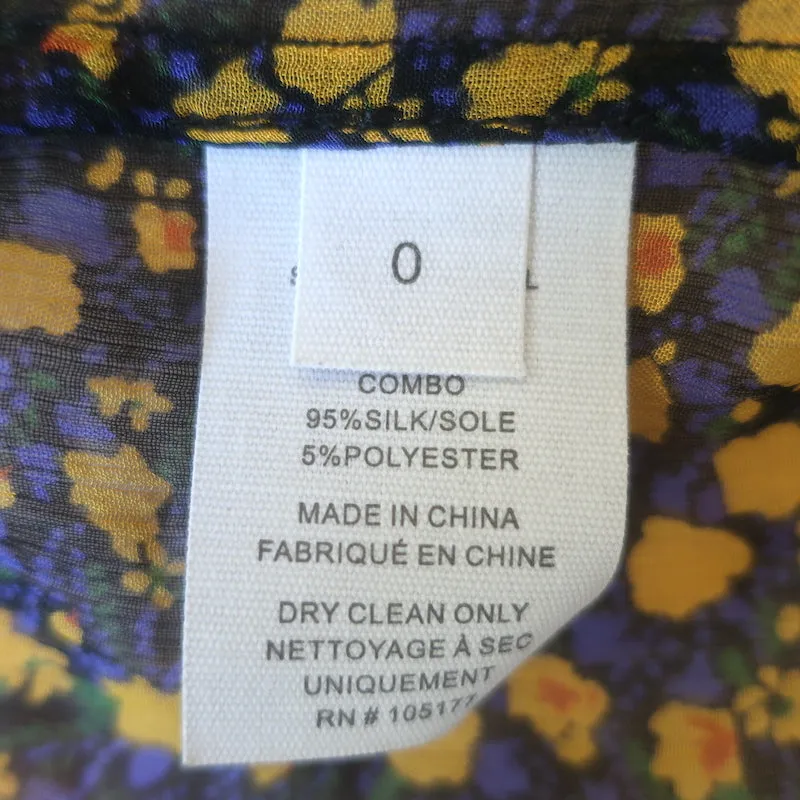 0
COMBO
95%SILK/SOLE
5%POLYESTER
MADE IN CHINA
FABRIQUÉ EN CHINE
DRY CLEAN ONLY
NETTOYAGE À SEC
UNIQUEMENT
RN # 105177